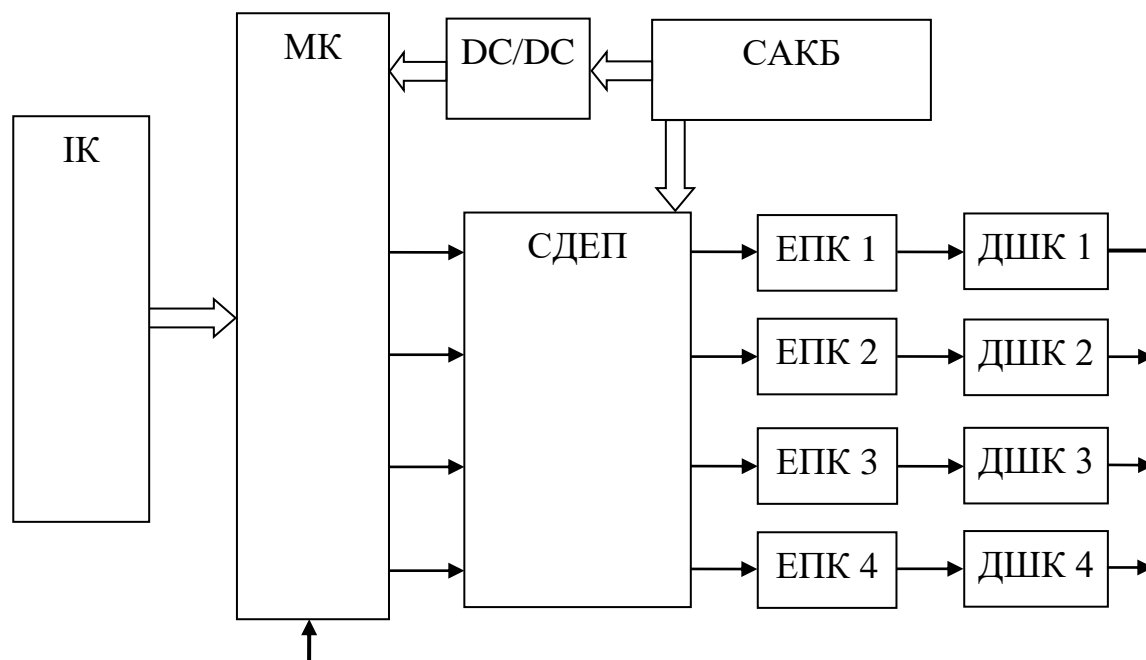 МК
DC/DC
САКБ
ІК
СДЕП
ЕПК 1
ДШК 1
ЕПК 2
ДШК 2
ЕПК 3
ДШК 3
ЕПК 4
ДШК 4